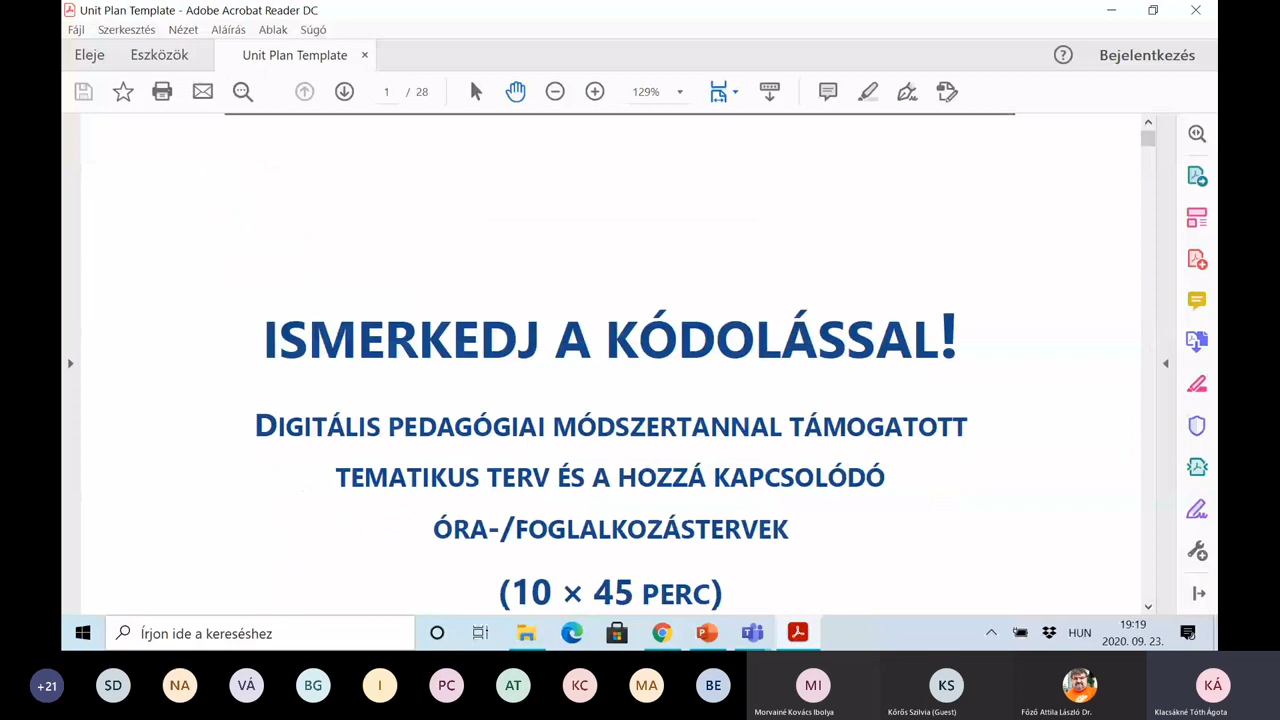 Unit Plan Template - Adobe Acrobat Reader DC
Fájl Szerkesztés Nézet Aláírás Ablak Súgó
Eleje Eszközök Unit Plan Template × Bejelentkezés
1 / 28 129%
ISMERKEDJ A KÓDOLÁSSAL!
DIGITÁLIS PEDAGÓGIAI MÓDSZERTANNAL TÁMOGATOTT
TEMATIKUS TERV ÉS A HOZZÁ KAPCSOLÓDÓ
ÓRA-/FOGLALKOZÁSTERVEK
(10 × 45 PERC)
Írjon ide a kereséshez
HUN
19:19
2020. 09. 23.
+21 SD NA VÁ BG I PC AT KC MA BE MI KS KÁ
Morvainé Kovács Ibolya Kőrös Szilvia (Guest) Főző Attila László Dr. Klacsákné Tóth Ágota